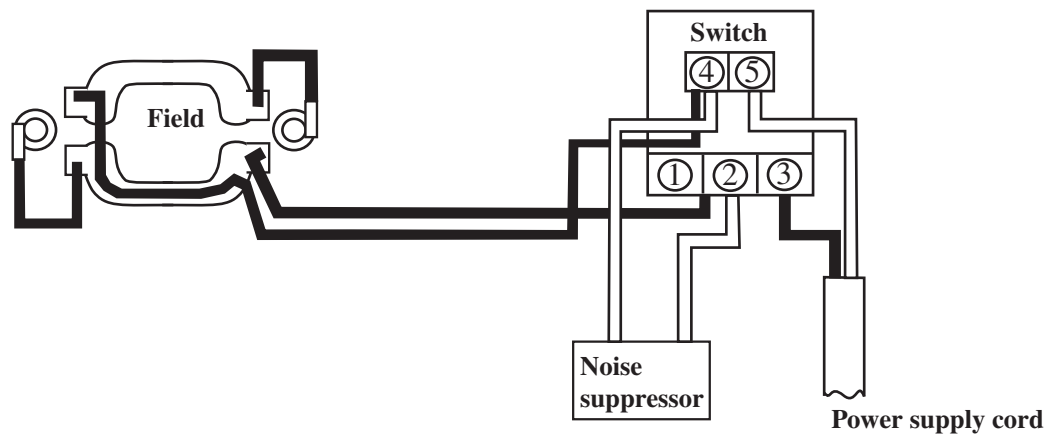 Switch
④ ⑤
Field
① ② ③
Noise
suppressor
Power supply cord